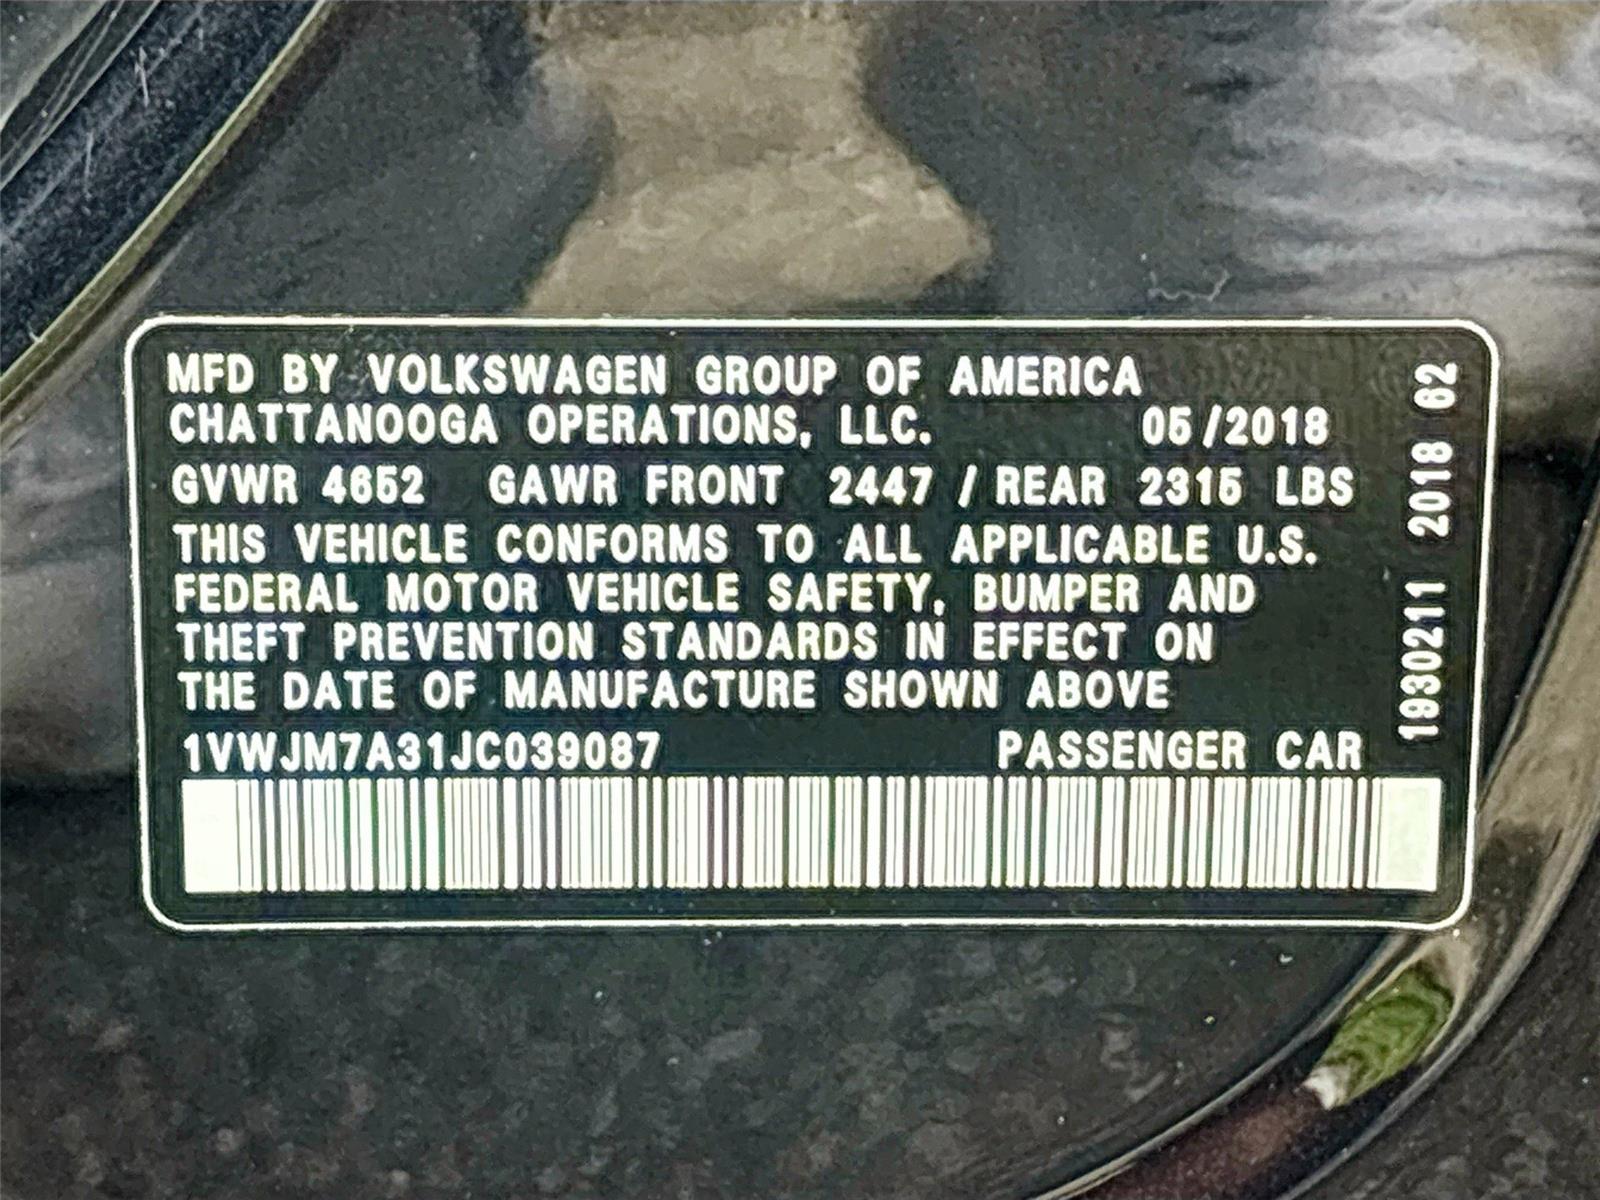 MFD BY VOLKSWAGEN GROUP OF AMERICA
CHATTANOOGA OPERATIONS, LLC. 05/2018
GVWR 4652 GAWR FRONT 2447 / REAR 2315 LBS
THIS VEHICLE CONFORMS TO ALL APPLICABLE U.S.
FEDERAL MOTOR VEHICLE SAFETY, BUMPER AND
THEFT PREVENTION STANDARDS IN EFFECT ON
THE DATE OF MANUFACTURE SHOWN ABOVE
1VWJM7A31JC039087 PASSENGER CAR
1930211 2018 62